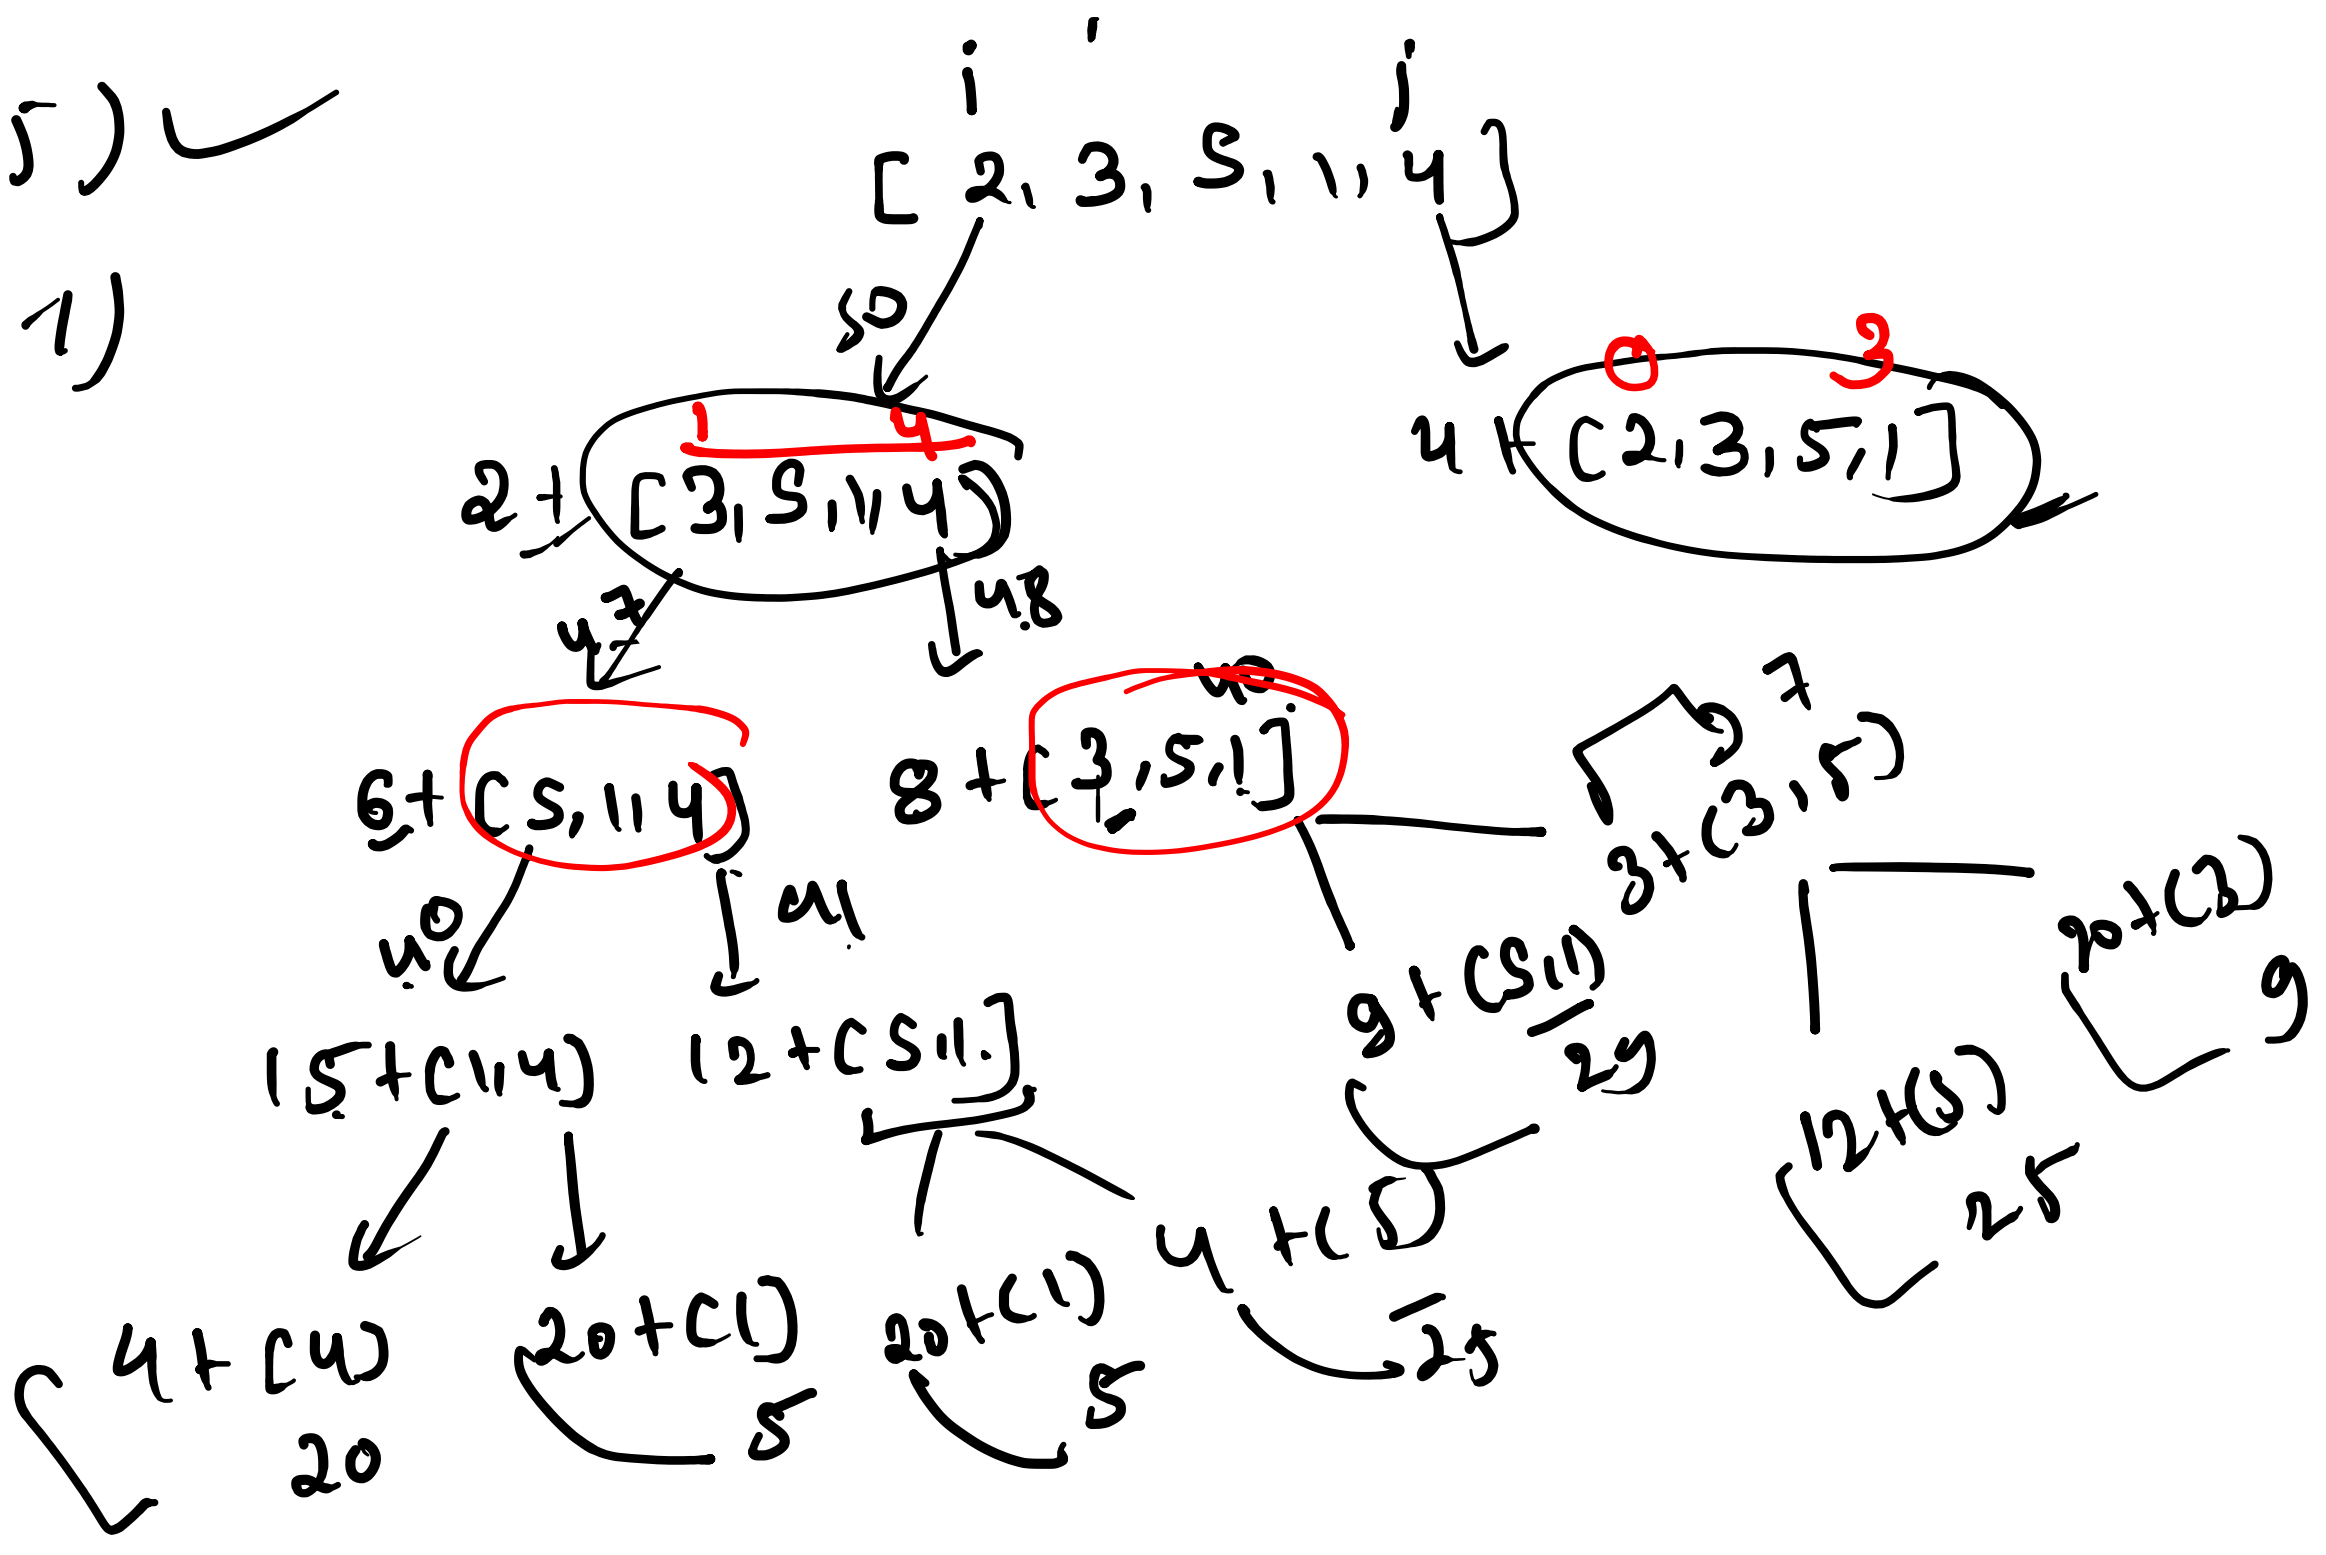 5) ✓
1)
i j
[2, 3, 5, 1, 4]
50
1 4
2 + [3, 5, 1, 4]
0 3
4 + [2, 3, 5, 1]
47
48
6 + [5, 1, 4]
8 + [3, 5, 1]
3 + (3, 5)
7
40
41
15 + (1, 4)
12 + [5, 1]
9 + (5, 1)
29
20 + (3)
9
12 + (5)
25
4 + [4]
20
20 + [1]
5
20 + (1)
5
4 + (5)
25